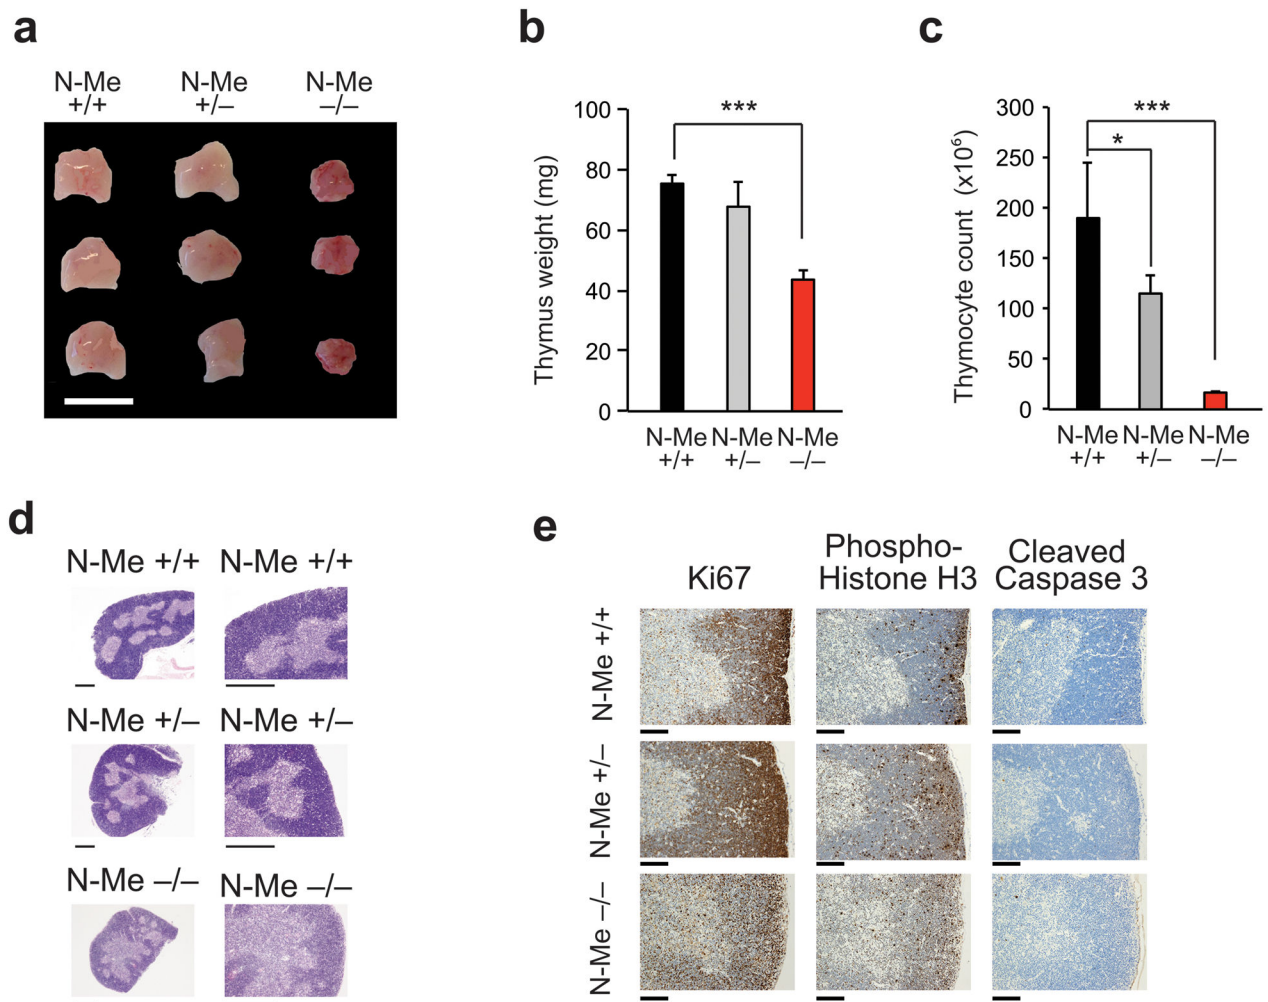 a
N-Me
+/+
N-Me
+/–
N-Me
–/–
b
Thymus weight (mg)
100
80
60
40
20
0
***
N-Me
+/+
N-Me
+/–
N-Me
–/–
c
Thymocyte count (x10⁶)
300
250
200
150
100
50
0
***
*
N-Me
+/+
N-Me
+/–
N-Me
–/–
d
N-Me +/+
N-Me +/+
N-Me +/–
N-Me +/–
N-Me –/–
N-Me –/–
e
Ki67
Phospho-
Histone H3
Cleaved
Caspase 3
N-Me +/+
N-Me +/–
N-Me –/–